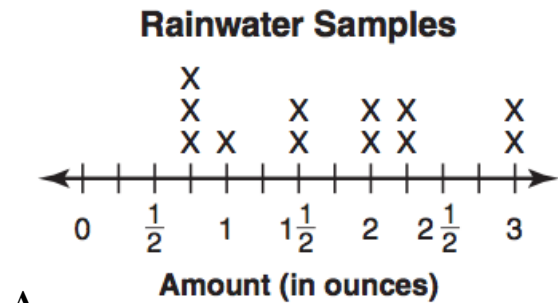 Rainwater Samples
X
X X X X X
X X X X X X
0 1/2 1 1 1/2 2 2 1/2 3
Amount (in ounces)